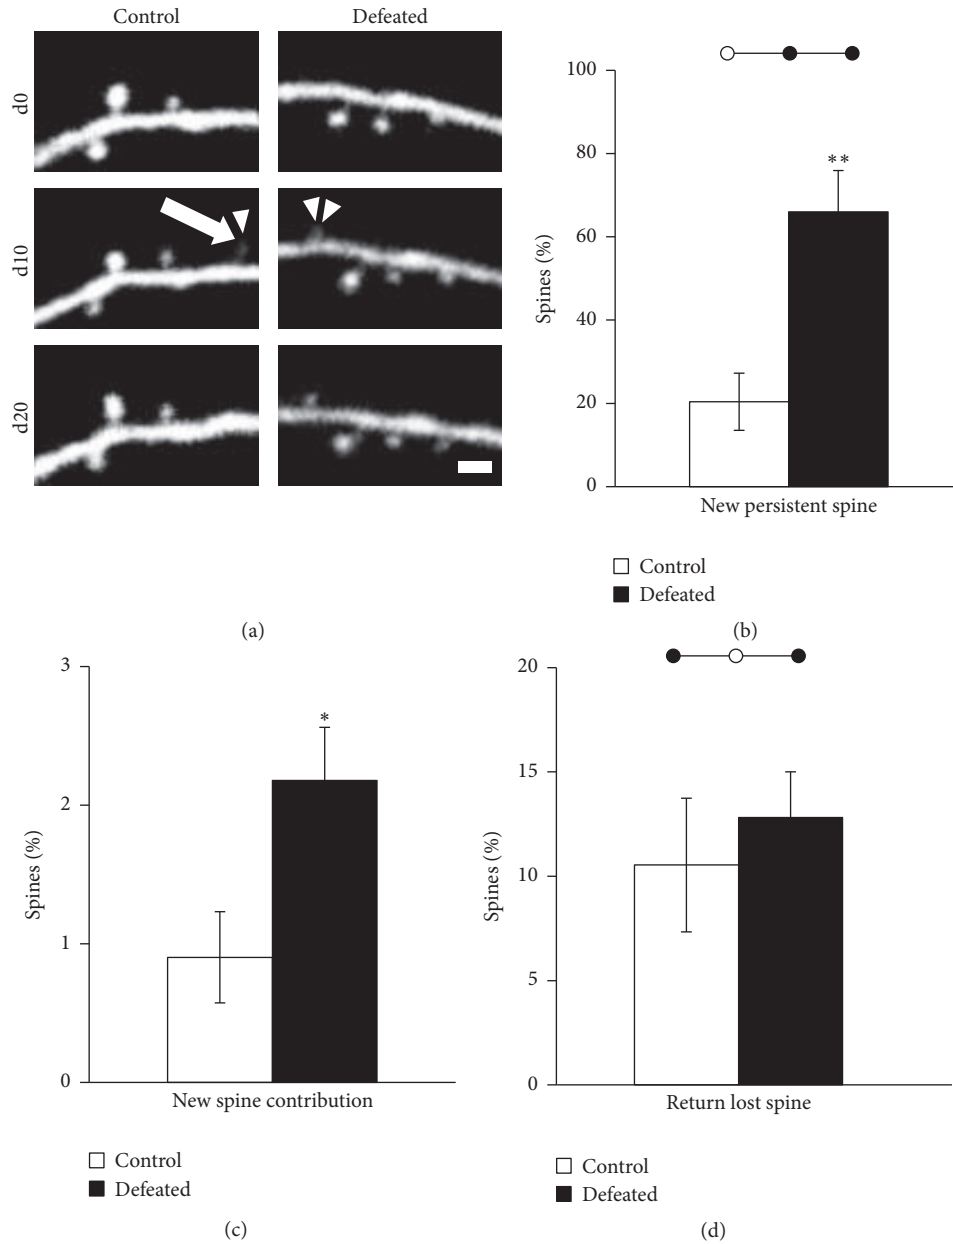 Control
Defeated
d0
d10
d20
(a)
100
80
60
40
20
0
Spines (%)
**
New persistent spine
Control
Defeated
(b)
3
2
1
0
Spines (%)
*
New spine contribution
Control
Defeated
(c)
20
15
10
5
0
Spines (%)
Return lost spine
Control
Defeated
(d)